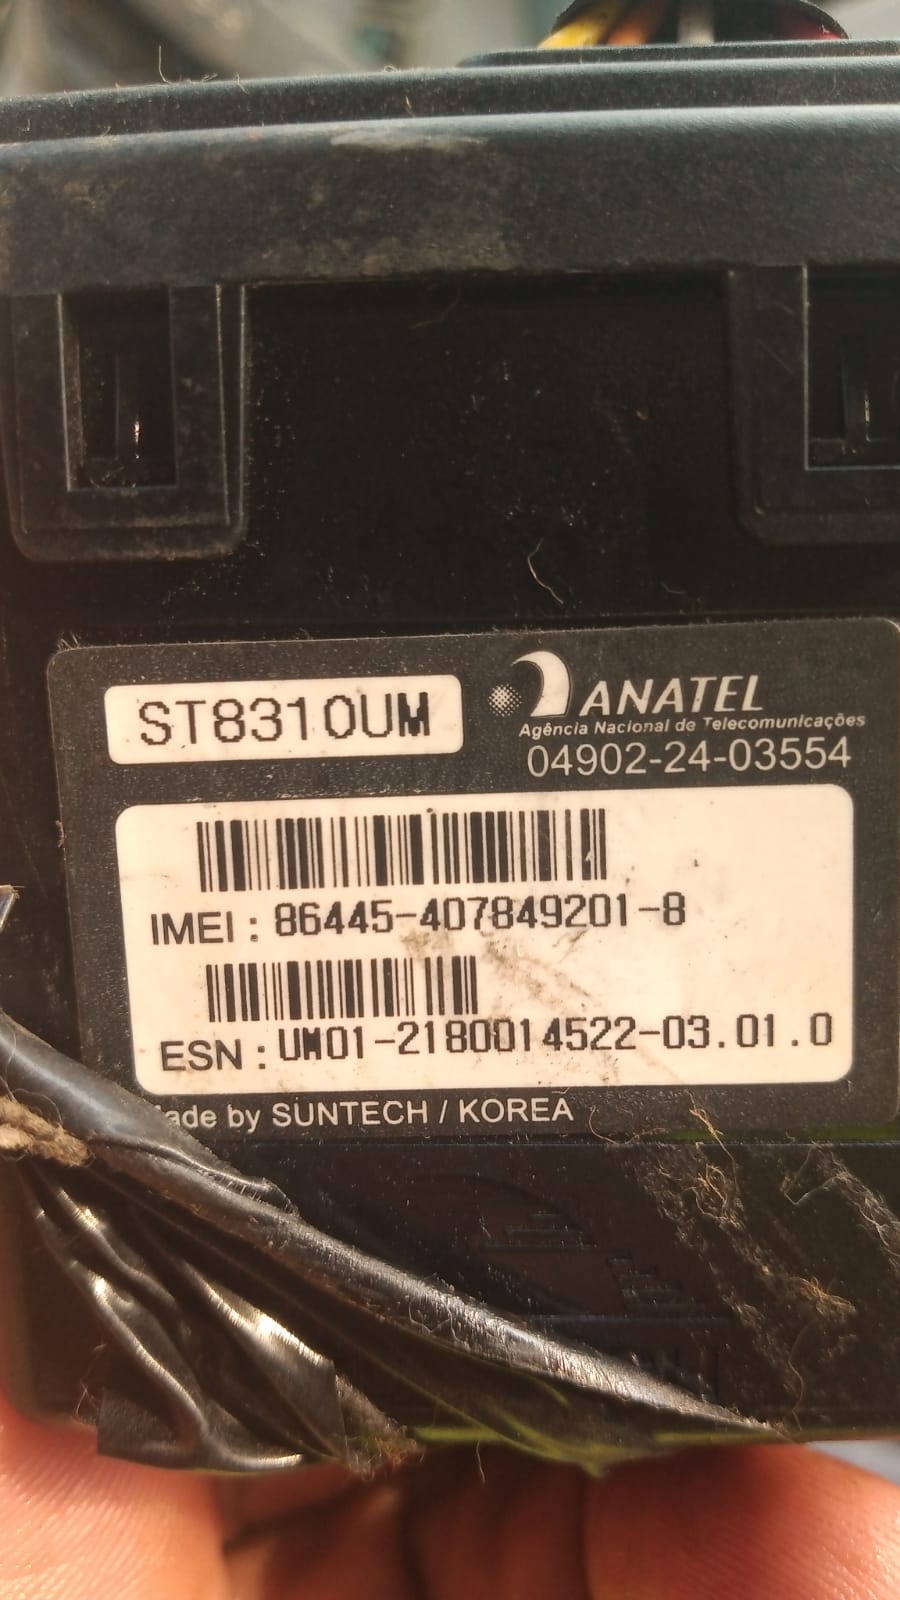 ST8310UM
ANATEL
Agência Nacional de Telecomunicações
04902-24-03554
IMEI : 86445-407849201-8
ESN : UM01-2180014522-03.01.0
by SUNTECH / KOREA